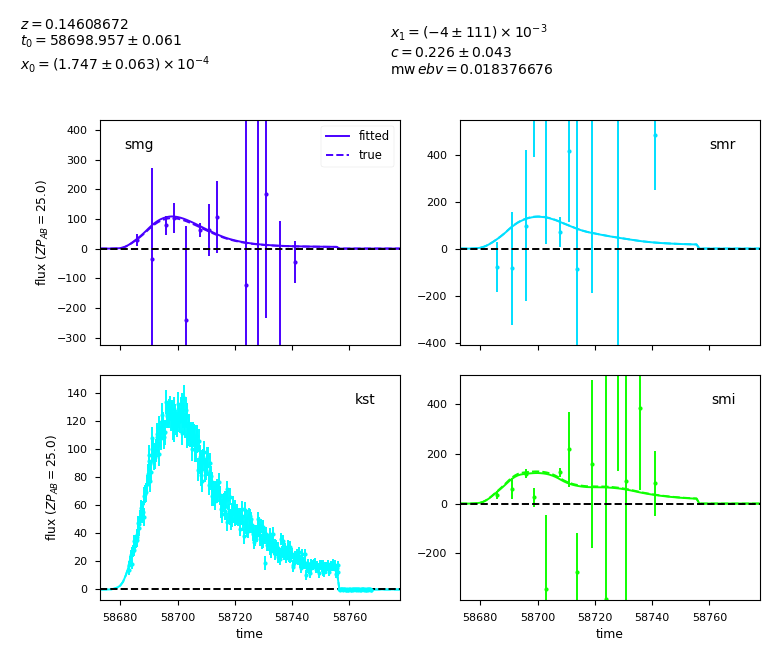 z = 0.14608672
t₀ = 58698.957 ± 0.061
x₀ = (1.747 ± 0.063) × 10⁻⁴
x₁ = (−4 ± 111) × 10⁻³
c = 0.226 ± 0.043
mw ebv = 0.018376676
smg
fitted
true
400
300
200
100
0
−100
−200
−300
flux (ZP_AB = 25.0)
smr
400
200
0
−200
−400
kst
140
120
100
80
60
40
20
0
flux (ZP_AB = 25.0)
58680 58700 58720 58740 58760
time
smi
400
200
0
−200
58680 58700 58720 58740 58760
time